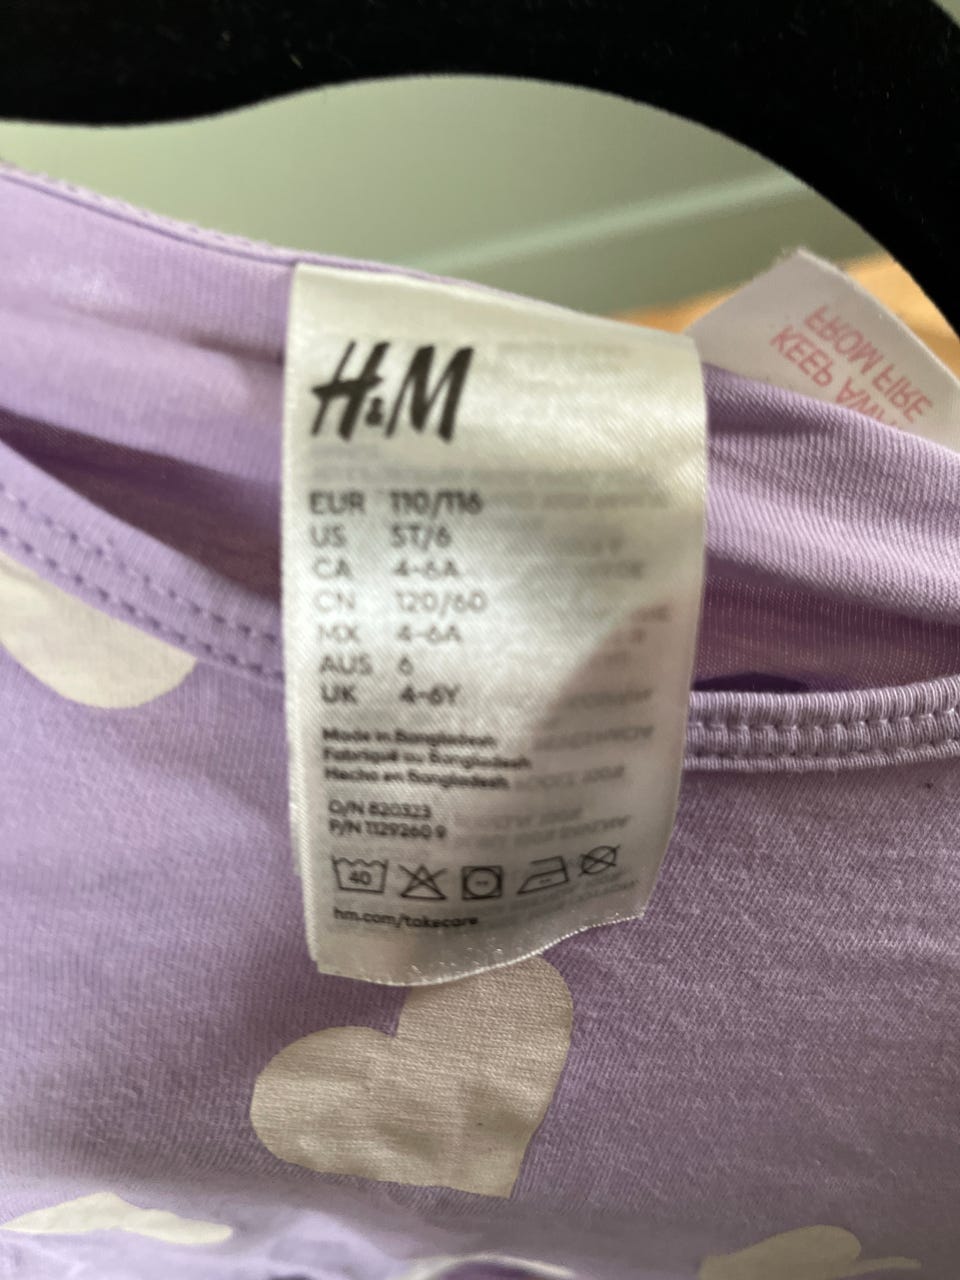 H&M
EUR 110/116
US 5T/6
CA 4-6A
CN 120/60
MX 4-6A
AUS 6
UK 4-6Y
Made in Bangladesh
Fabriqué au Bangladesh
Hecho en Bangladesh
D/N 820323
P/N 1129260 9
40
hm.com/takecare
KEEP AWAY
FROM FIRE